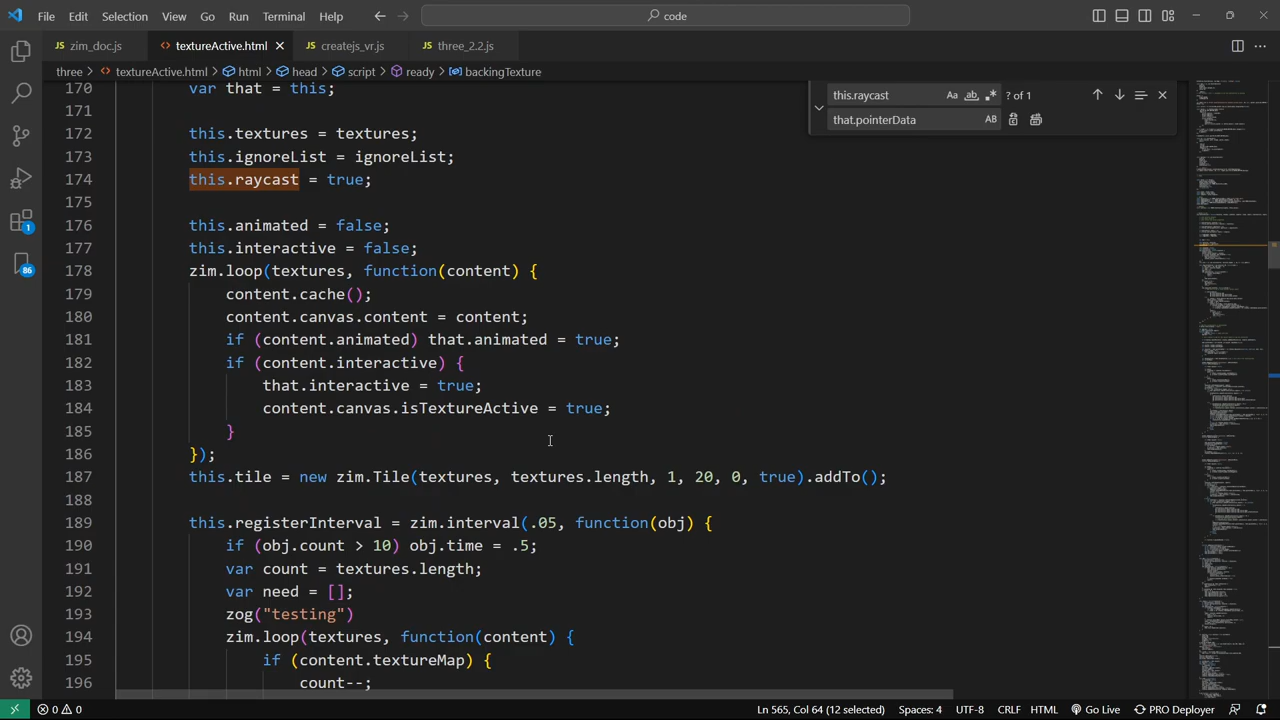 File Edit Selection View Go Run Terminal Help
code
zim_doc.js
textureActive.html
createjs_vr.js
three_2.2.js
three > textureActive.html > html > head > script > ready > backingTexture
this.raycast
? of 1
that.pointerData
170 var that = this;
171
172 this.textures = textures;
173 this.ignoreList = ignoreList;
174 this.raycast = true;
175
176 this.animated = false;
177 this.interactive = false;
178 zim.loop(textures, function(content) {
179 content.cache();
180 content.canvas.content = content;
181 if (content.animated) that.animated = true;
182 if (content.interactive) {
183 that.interactive = true;
184 content.canvas.isTextureActive = true;
185 }
186 });
187 this.tile = new zim.Tile(textures, textures.length, 1, 20, 0, true).addTo();
188
189 this.registerInterval = zim.interval(.05, function(obj) {
190 if (obj.count > 10) obj.time = .5;
191 var count = textures.length;
192 var need = [];
193 zog("testing")
194 zim.loop(textures, function(content) {
195 if (content.textureMap) {
196 count--;
1
86
0 0
Spaces: 4 UTF-8 CRLF HTML Go Live PRO Deployer